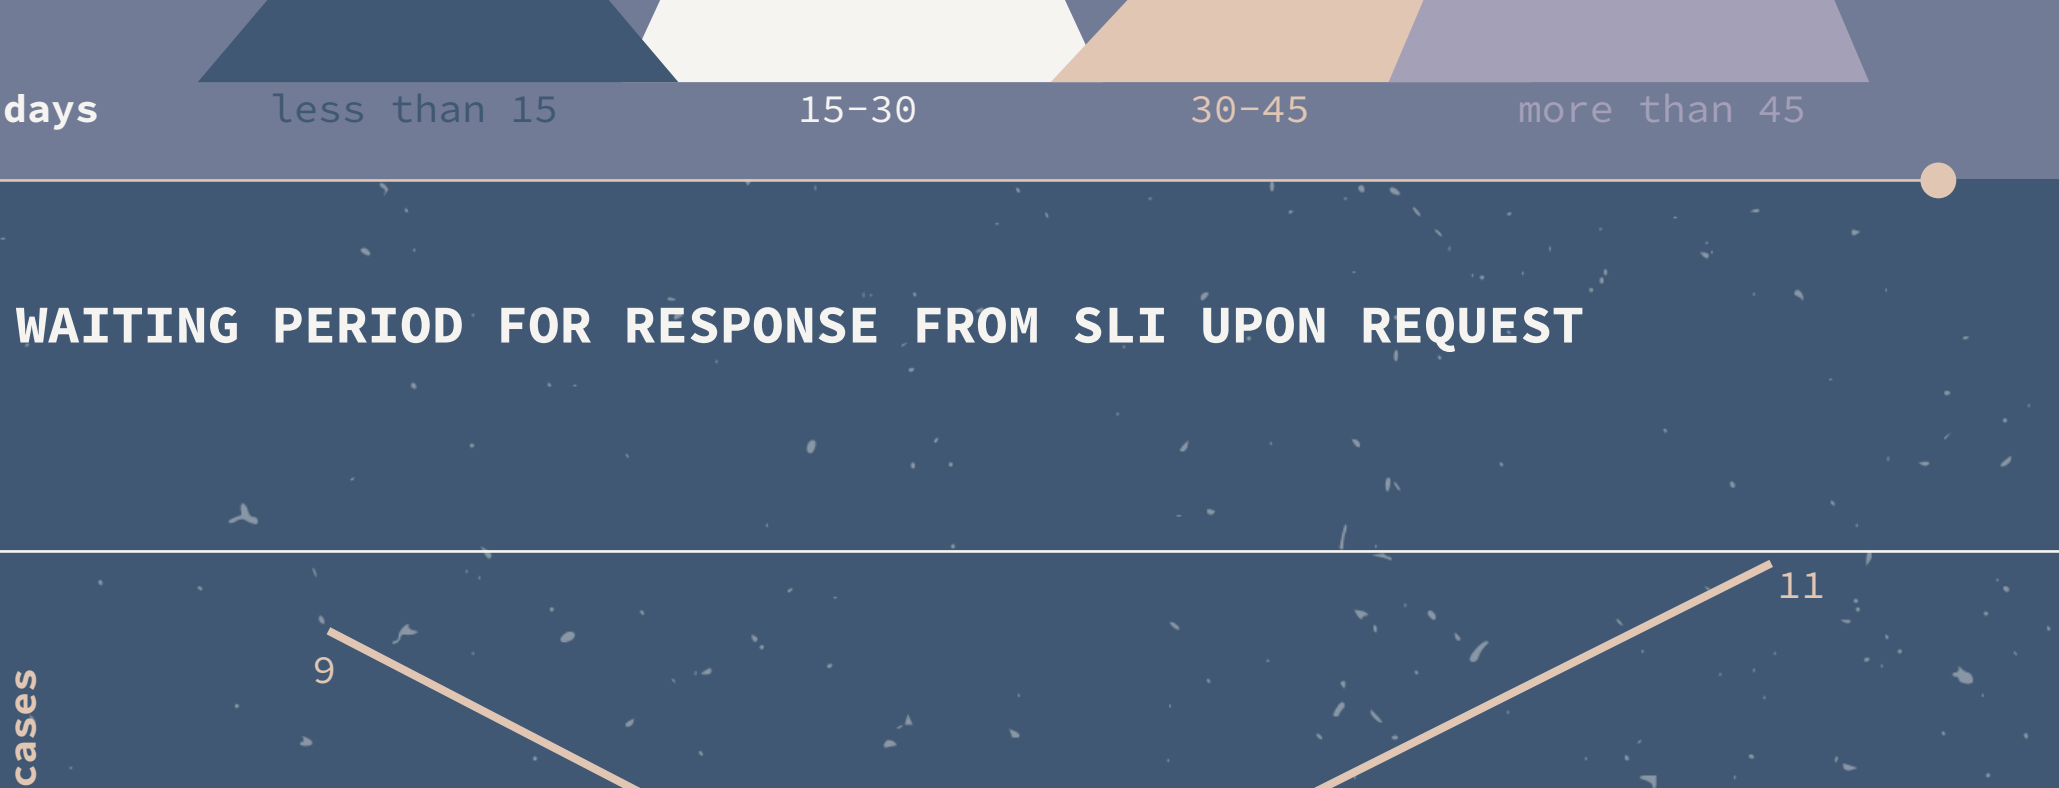 days less than 15 15-30 30-45 more than 45
WAITING PERIOD FOR RESPONSE FROM SLI UPON REQUEST
11
9
cases